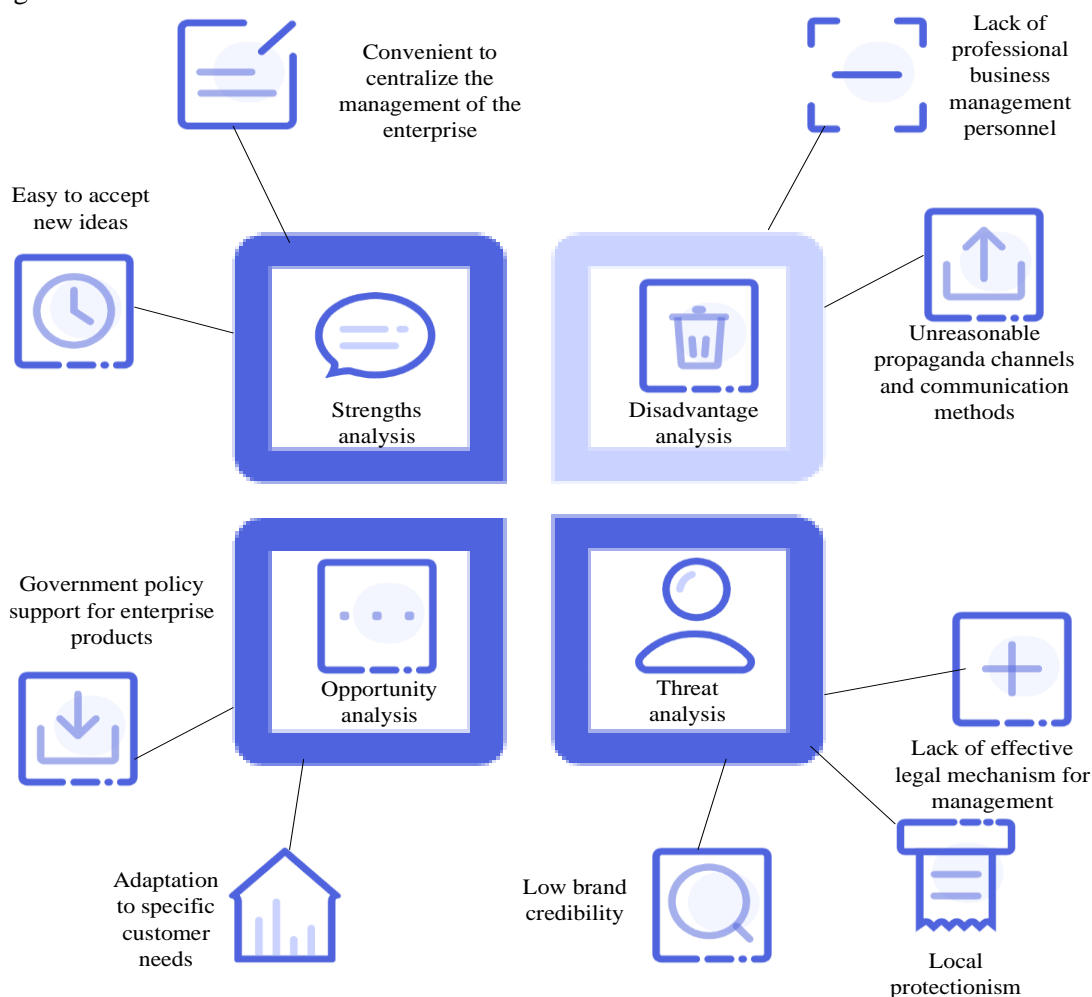 Convenient to
centralize the
management of the
enterprise
Lack of
professional
business
management
personnel
Easy to accept
new ideas
Unreasonable
propaganda channels
and communication
methods
Strengths
analysis
Disadvantage
analysis
Government policy
support for enterprise
products
Opportunity
analysis
Threat
analysis
Lack of effective
legal mechanism for
management
Adaptation
to specific
customer
needs
Low brand
credibility
Local
protectionism